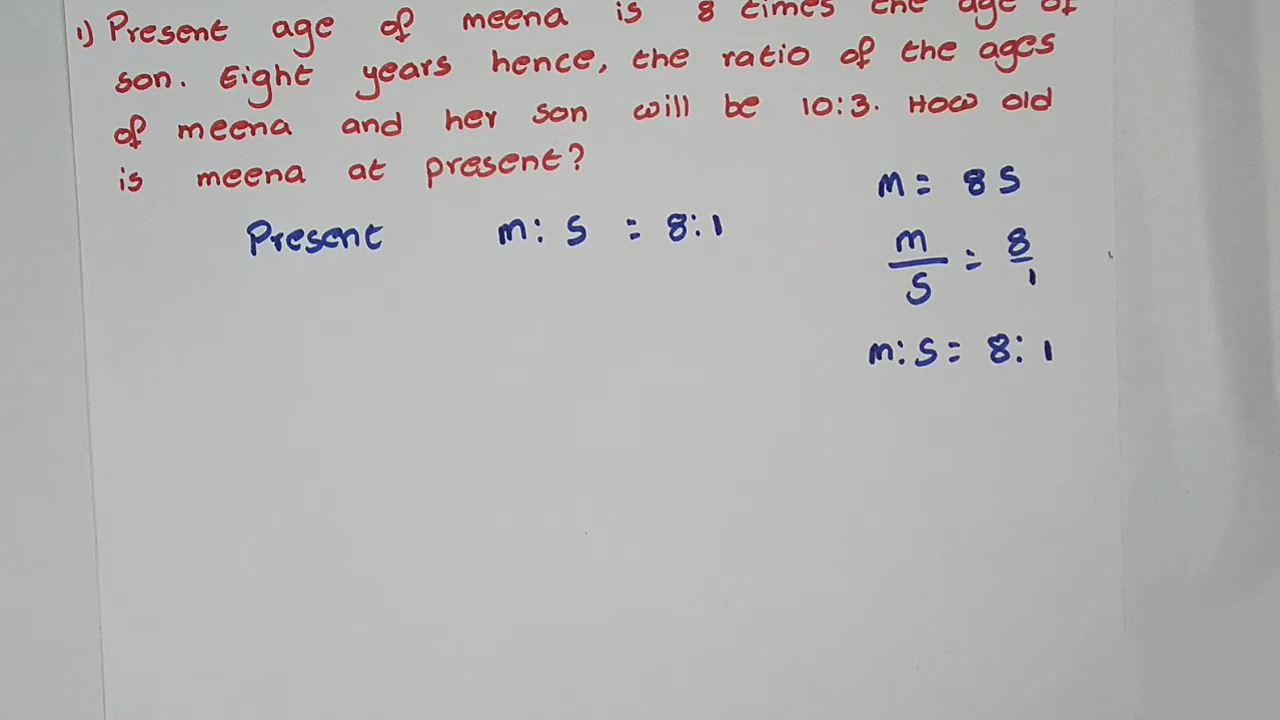 1) Present age of meena is 8 times the age of
son. Eight years hence, the ratio of the ages
of meena and her son will be 10:3. How old
is meena at present?
m = 8 S
Present m : S = 8:1
m/S = 8/1
m:S = 8:1